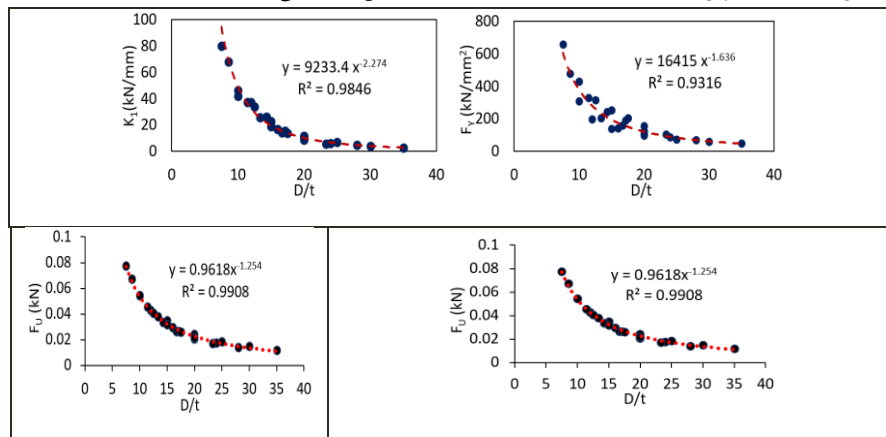 K₁(kN/mm)
100
80
60
40
20
0
y = 9233.4 x^-2.274
R² = 0.9846
0 10 20 30 40
D/t
F_Y (kN/mm²)
800
600
400
200
0
y = 16415 x^-1.636
R² = 0.9316
0 10 20 30 40
D/t
F_U (kN)
0.1
0.08
0.06
0.04
0.02
0
y = 0.9618x^-1.254
R² = 0.9908
0 5 10 15 20 25 30 35 40
D/t
F_U (kN)
0.1
0.08
0.06
0.04
0.02
0
y = 0.9618x^-1.254
R² = 0.9908
0 5 10 15 20 25 30 35 40
D/t